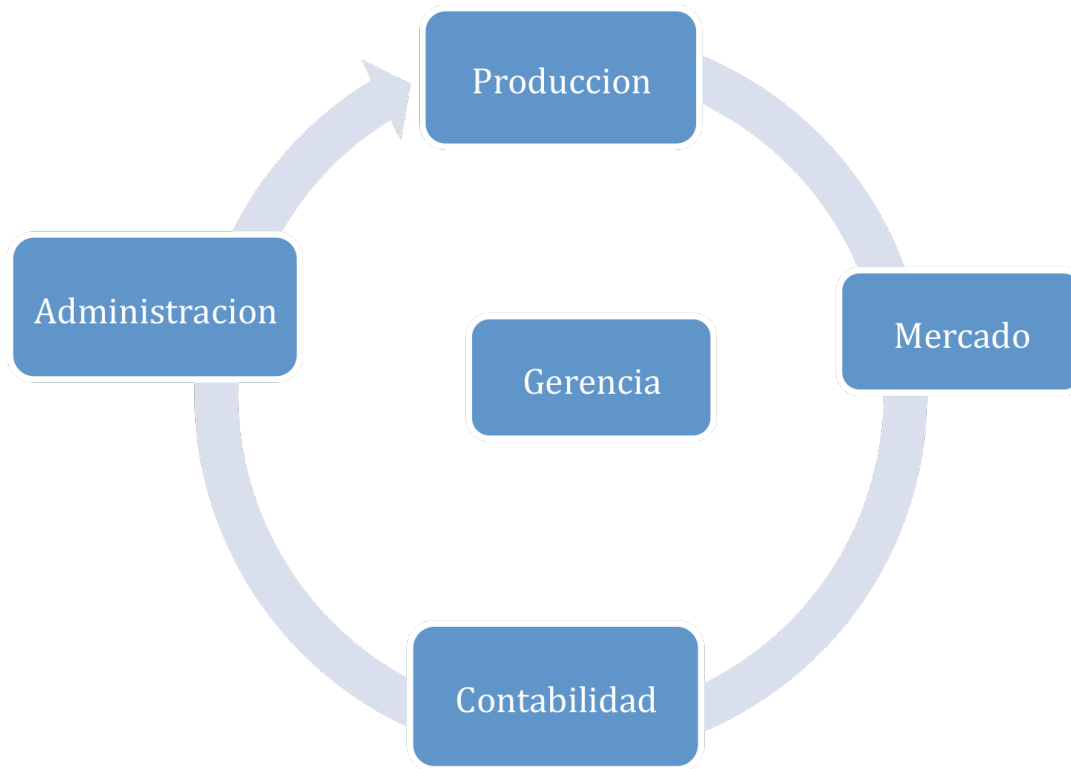 Produccion
Administracion
Mercado
Gerencia
Contabilidad